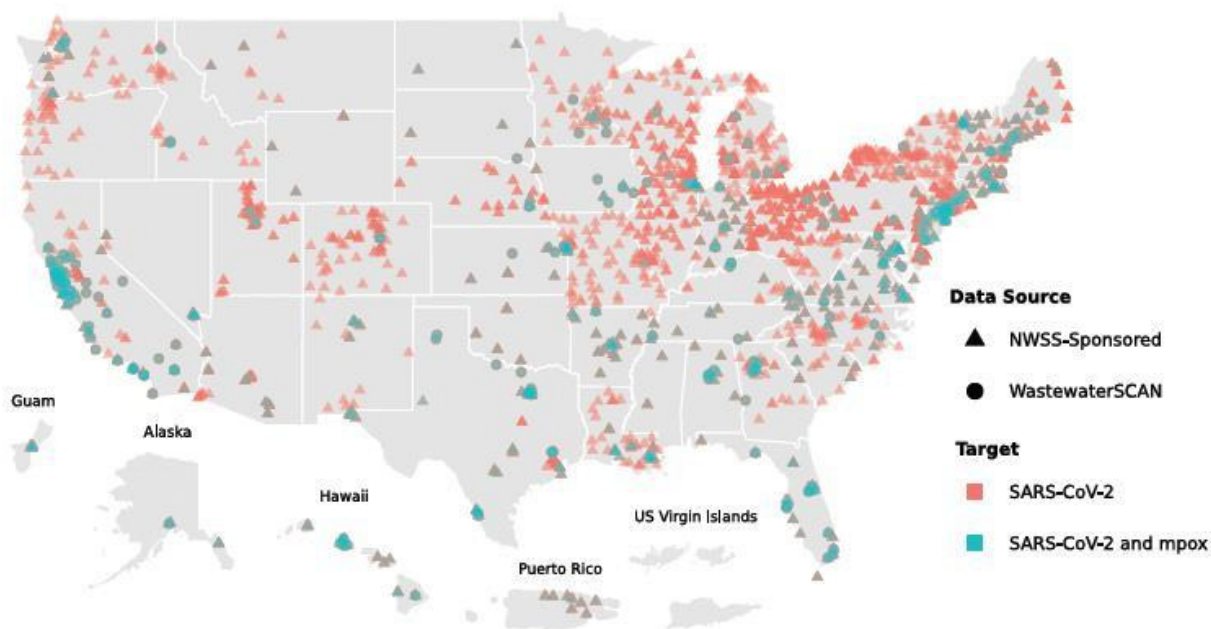 Guam
Alaska
Hawaii
Puerto Rico
US Virgin Islands
Data Source
NWSS-Sponsored
WastewaterSCAN
Target
SARS-CoV-2
SARS-CoV-2 and mpox